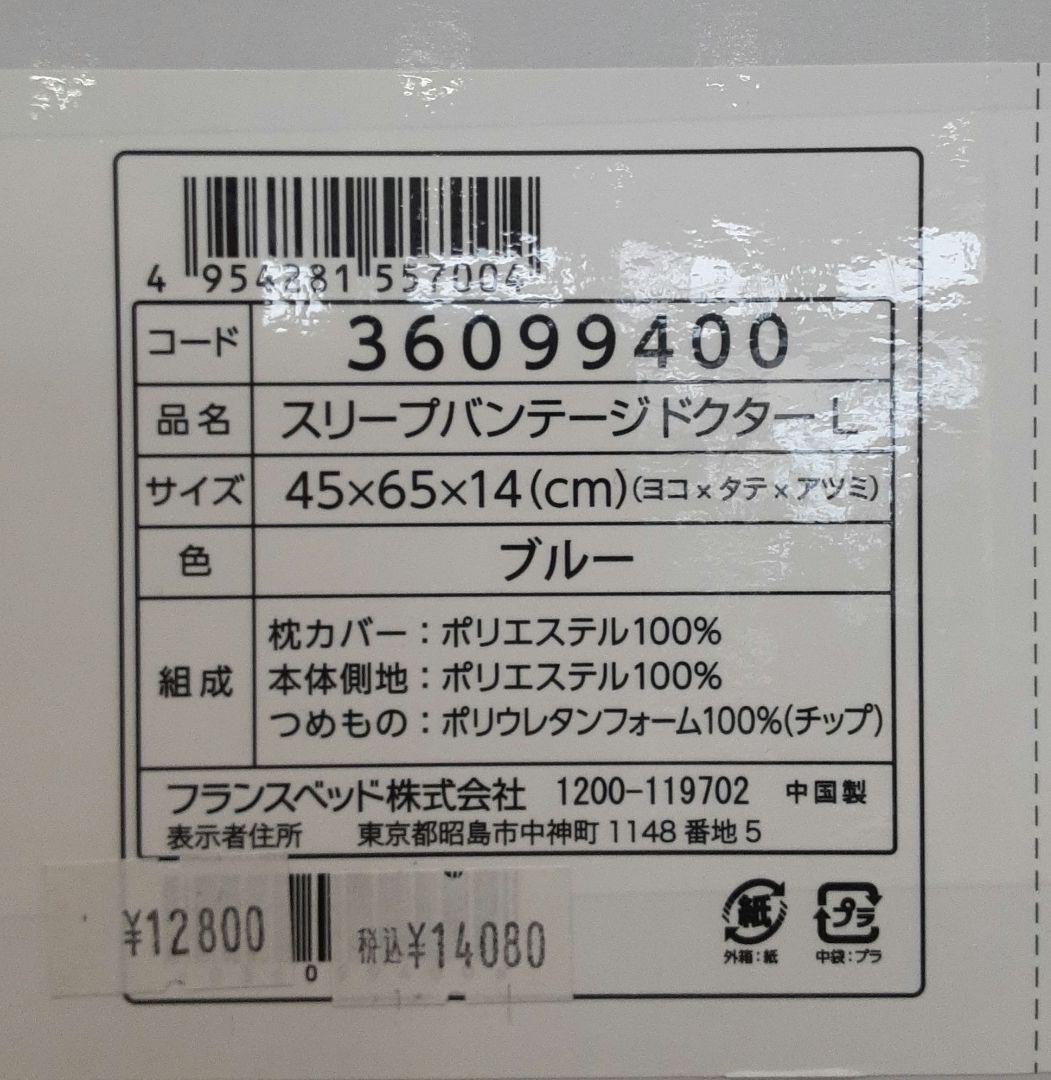 4 954281 557004
コード 36099400
品名 スリープバンテージドクター L
サイズ 45×65×14(cm)(ヨコ×タテ×アツミ)
色 ブルー
組成 枕カバー：ポリエステル100%
本体側地：ポリエステル100%
つめもの：ポリウレタンフォーム100%(チップ)
フランスベッド株式会社 1200-119702 中国製
表示者住所 東京都昭島市中神町1148番地5
¥12800 税込¥14080
0
紙 プラ
外箱：紙 中袋：プラ